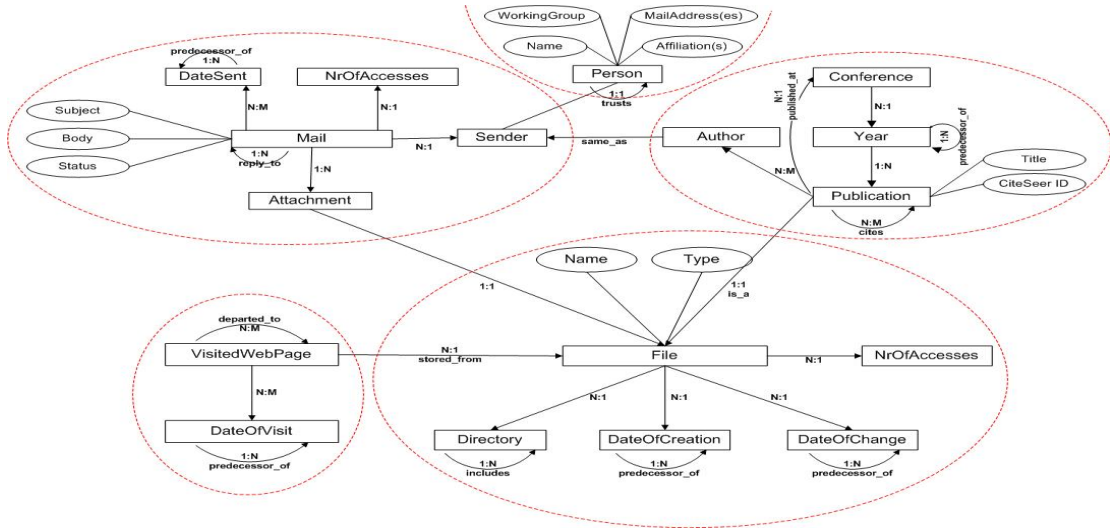 WorkingGroup
MailAddress(es)
Name
Affiliation(s)
Person
1:1
trusts
predecessor_of
1:N
DateSent
NrOfAccesses
N:M
N:1
Subject
Body
Status
Mail
1:N
reply_to
N:1
Sender
1:N
Attachment
same_as
Conference
N:1
published_at
N:1
Author
Year
1:N
predecessor_of
N:M
1:N
Title
CiteSeer ID
Publication
N:M
cites
Name
Type
1:1
1:1
is_a
departed_to
N:M
VisitedWebPage
N:1
stored_from
File
N:1
NrOfAccesses
N:M
N:1
N:1
N:1
DateOfVisit
1:N
predecessor_of
Directory
1:N
includes
DateOfCreation
1:N
predecessor_of
DateOfChange
1:N
predecessor_of